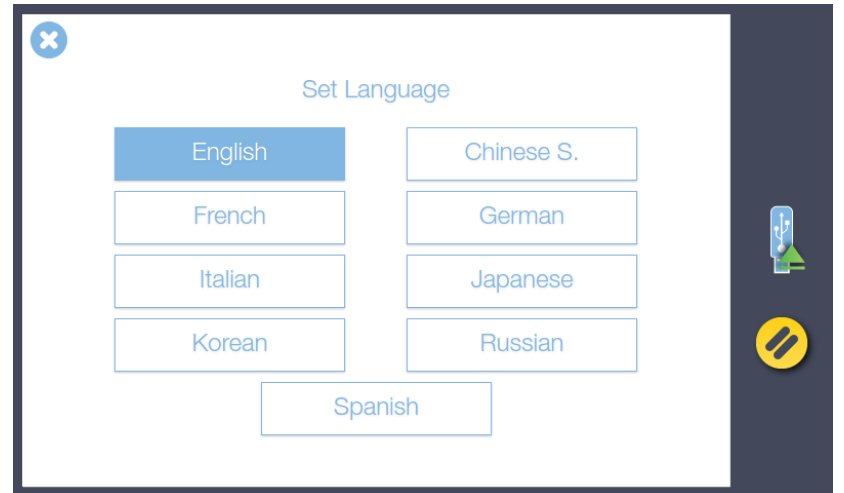 Set Language
English
Chinese S.
French
German
Italian
Japanese
Korean
Russian
Spanish